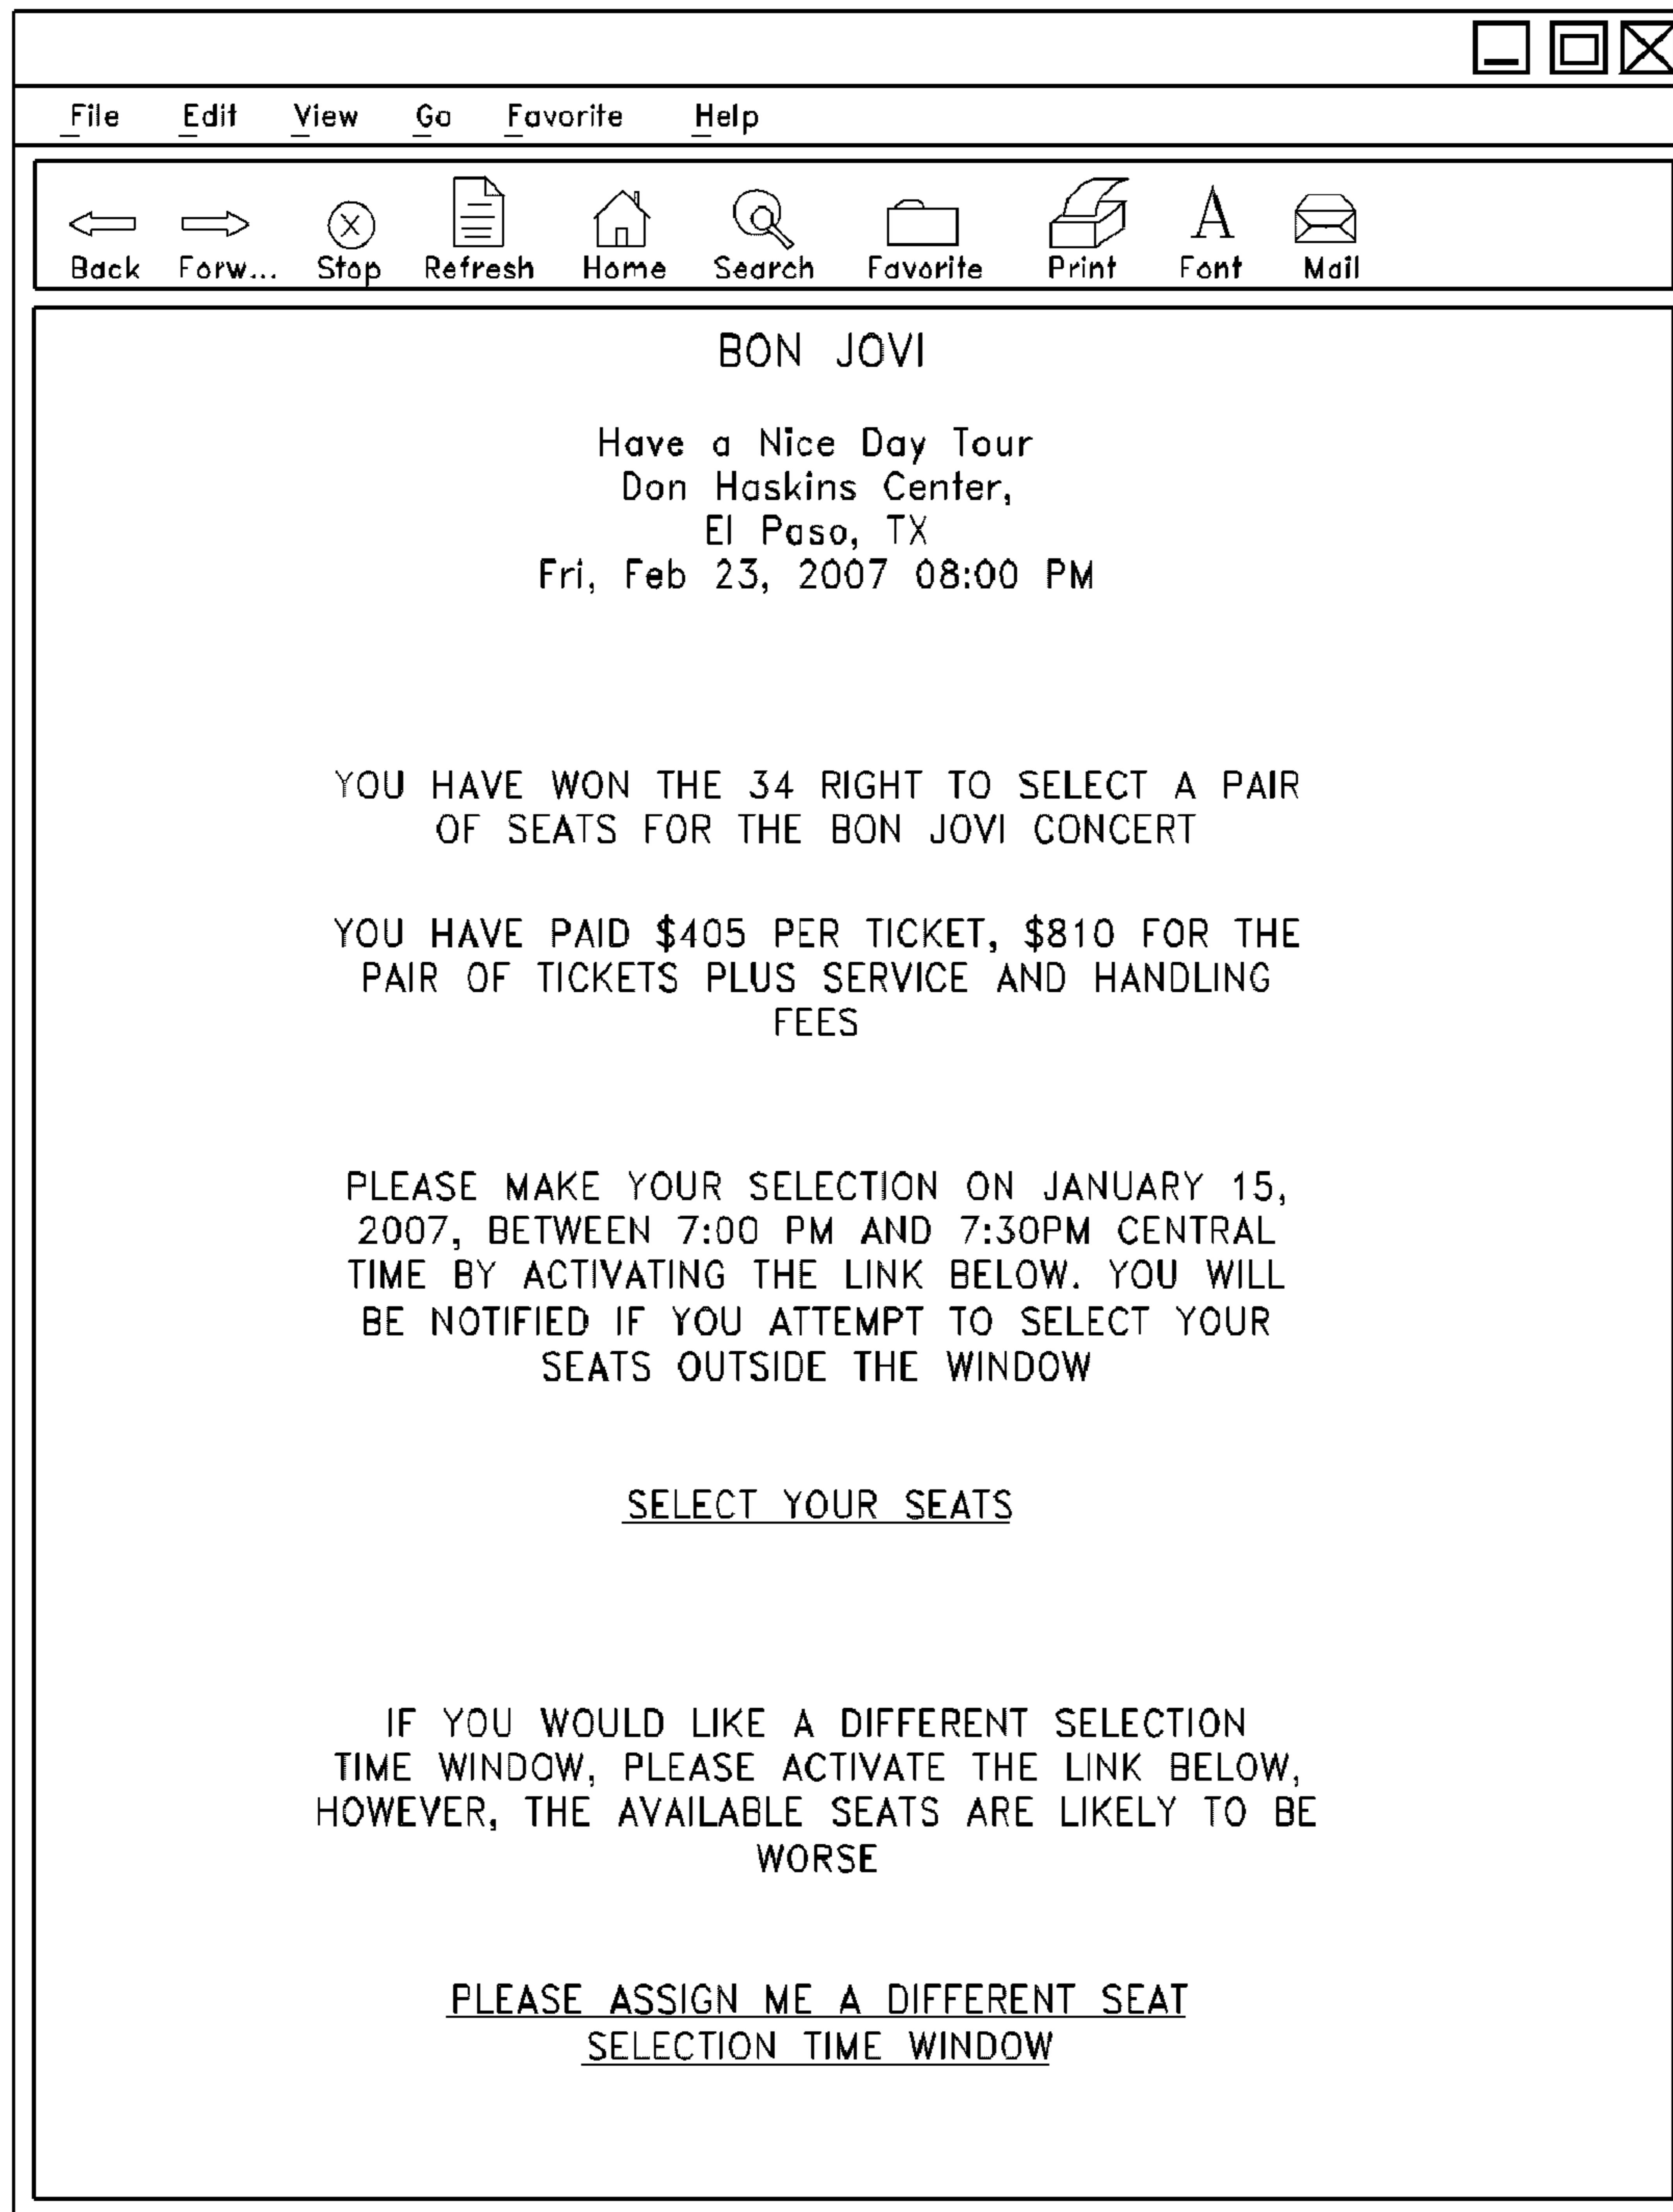 File Edit View Go Favorite Help
Back Forw... Stop Refresh Home Search Favorite Print Font Mail
BON JOVI
Have a Nice Day Tour
Don Haskins Center,
El Paso, TX
Fri, Feb 23, 2007 08:00 PM
YOU HAVE WON THE 34 RIGHT TO SELECT A PAIR
OF SEATS FOR THE BON JOVI CONCERT
YOU HAVE PAID $405 PER TICKET, $810 FOR THE
PAIR OF TICKETS PLUS SERVICE AND HANDLING
FEES
PLEASE MAKE YOUR SELECTION ON JANUARY 15,
2007, BETWEEN 7:00 PM AND 7:30PM CENTRAL
TIME BY ACTIVATING THE LINK BELOW. YOU WILL
BE NOTIFIED IF YOU ATTEMPT TO SELECT YOUR
SEATS OUTSIDE THE WINDOW
SELECT YOUR SEATS
IF YOU WOULD LIKE A DIFFERENT SELECTION
TIME WINDOW, PLEASE ACTIVATE THE LINK BELOW,
HOWEVER, THE AVAILABLE SEATS ARE LIKELY TO BE
WORSE
PLEASE ASSIGN ME A DIFFERENT SEAT
SELECTION TIME WINDOW